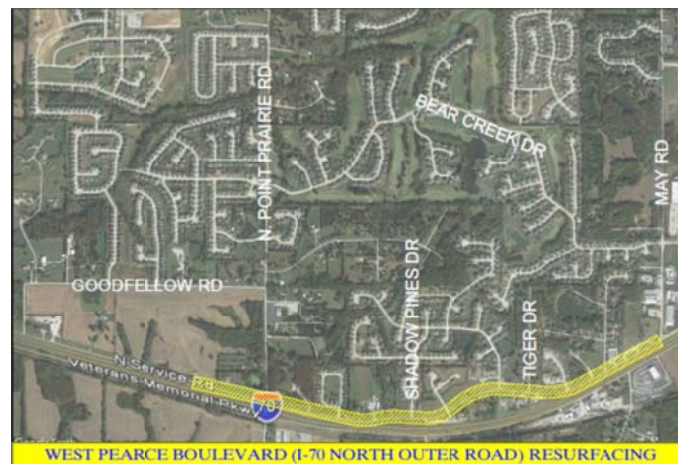 N POINT PRAIRIE RD
BEAR CREEK DR
MAY RD
GOODFELLOW RD
SHADOW PINES DR
TIGER DR
N Service Rd
Veterans Memorial Pkwy
70
WEST PEARCE BOULEVARD (I-70 NORTH OUTER ROAD) RESURFACING